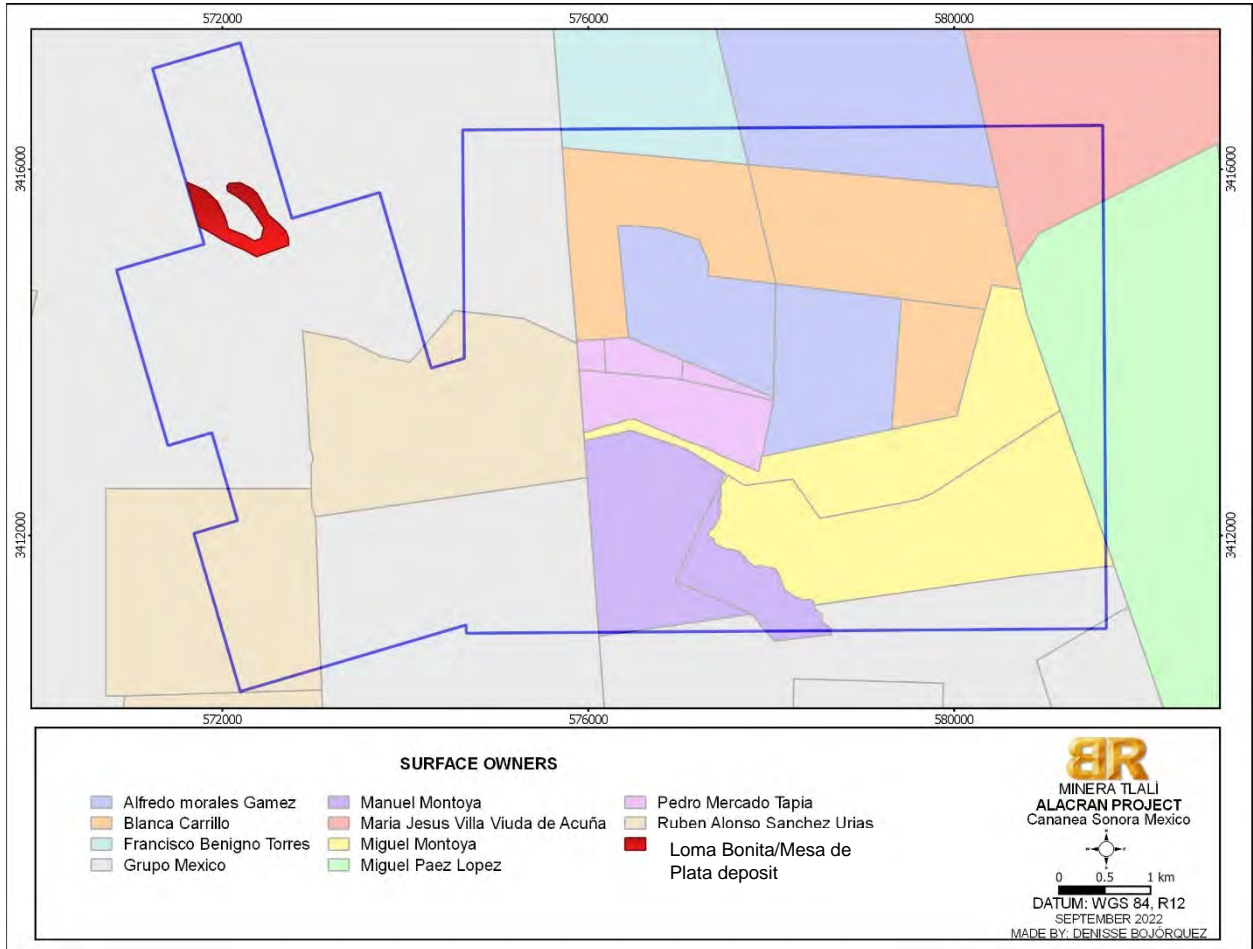 572000
576000
580000
3416000
3416000
3412000
3412000
572000
576000
580000
SURFACE OWNERS
Alfredo morales Gamez
Blanca Carrillo
Francisco Benigno Torres
Grupo Mexico
Manuel Montoya
Maria Jesus Villa Viuda de Acuña
Miguel Montoya
Miguel Paez Lopez
Pedro Mercado Tapia
Ruben Alonso Sanchez Urias
Loma Bonita/Mesa de
Plata deposit
BR
MINERA TLALÍ
ALACRAN PROJECT
Cananea Sonora Mexico
0 0.5 1 km
DATUM: WGS 84, R12
SEPTEMBER 2022
MADE BY: DENISSE BOJÓRQUEZ